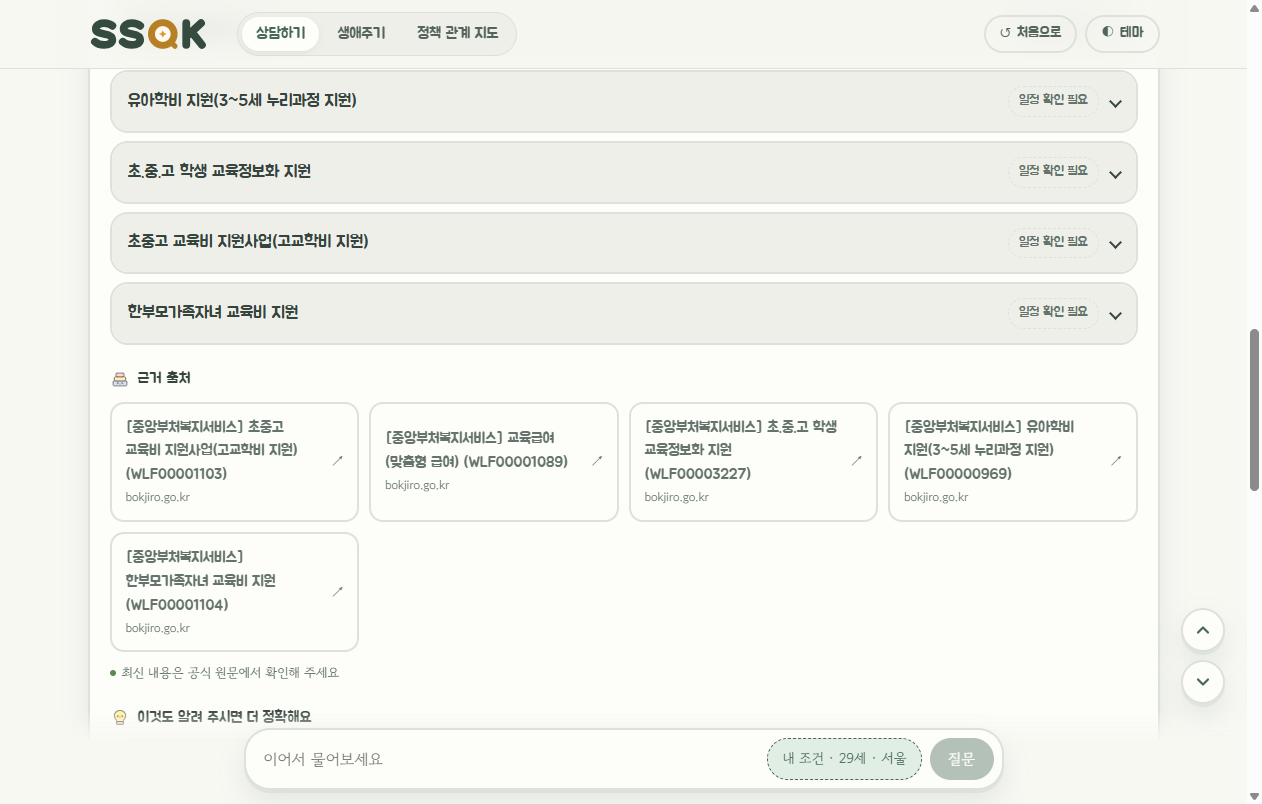 SSQK
상담하기
생애주기
정책 관계 지도
↺ 처음으로
테마
유아학비 지원(3~5세 누리과정 지원)
일정 확인 필요
초.중.고 학생 교육정보화 지원
일정 확인 필요
초중고 교육비 지원사업(고교학비 지원)
일정 확인 필요
한부모가족자녀 교육비 지원
일정 확인 필요
근거 출처
[중앙부처복지서비스] 초중고
교육비 지원사업(고교학비 지원)
(WLF00001103)
bokjiro.go.kr
[중앙부처복지서비스] 교육급여
(맞춤형 급여) (WLF00001089)
bokjiro.go.kr
[중앙부처복지서비스] 초.중.고 학생
교육정보화 지원
(WLF00003227)
bokjiro.go.kr
[중앙부처복지서비스] 유아학비
지원(3~5세 누리과정 지원)
(WLF00000969)
bokjiro.go.kr
[중앙부처복지서비스]
한부모가족자녀 교육비 지원
(WLF00001104)
bokjiro.go.kr
최신 내용은 공식 원문에서 확인해 주세요
이것도 알려 주시면 더 정확해요
이어서 물어보세요
내 조건 · 29세 · 서울
질문